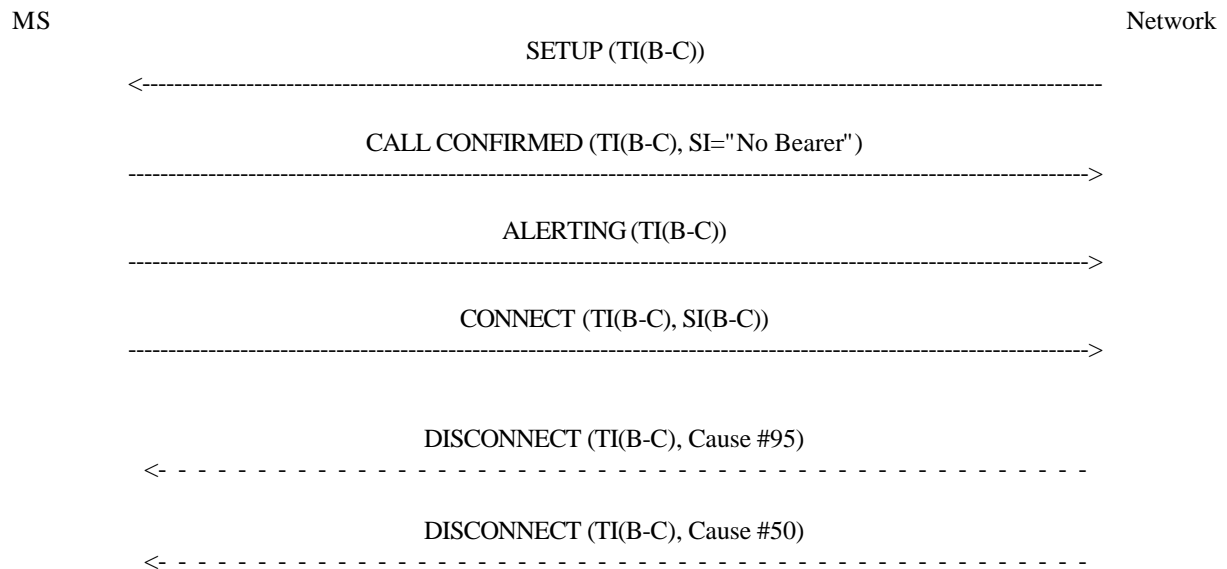 MS Network
SETUP (TI(B-C))
CALL CONFIRMED (TI(B-C), SI="No Bearer")
ALERTING (TI(B-C))
CONNECT (TI(B-C), SI(B-C))
DISCONNECT (TI(B-C), Cause #95)
DISCONNECT (TI(B-C), Cause #50)